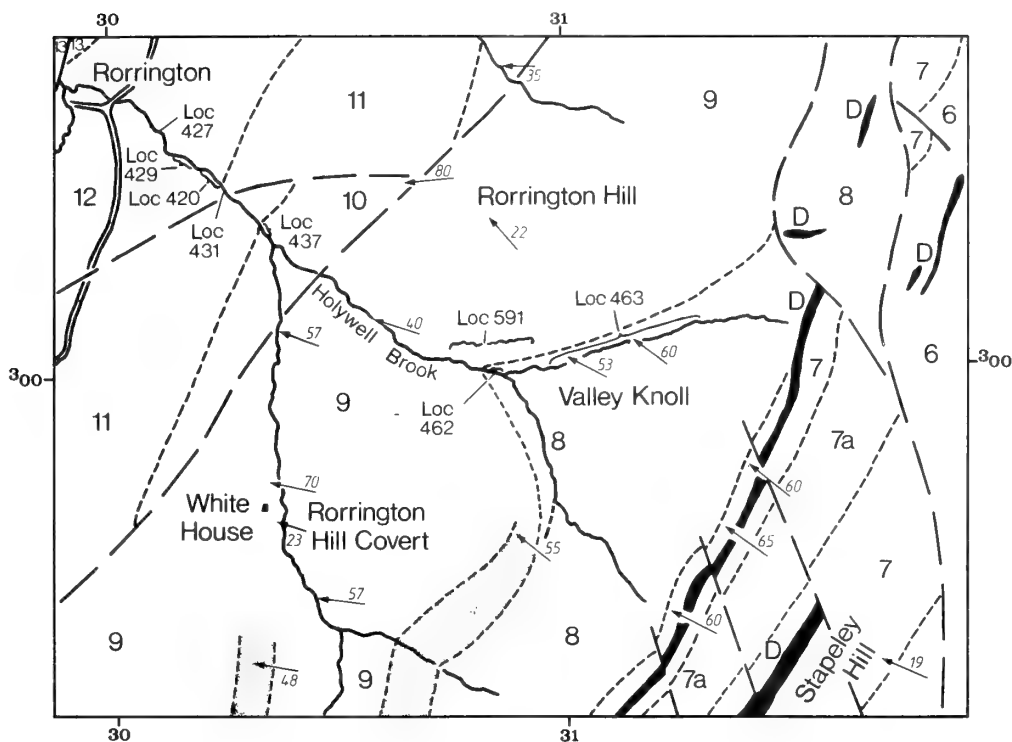 30
31
13
13
Rorrington
35
11
9
7
6
D
7
Loc
427
Loc
429
Loc 420
80
12
10
Rorrington Hill
8
Loc
431
Loc
437
22
D
D
Holywell
Brook
40
Loc 591
Loc 463
D
57
53
60
7
6
300
300
9
Loc
462
Valley Knoll
11
8
7a
70
60
White
House
Rorrington
Hill Covert
23
55
65
57
60
7
9
8
D
Stapeley
Hill
48
9
7a
19
30
31